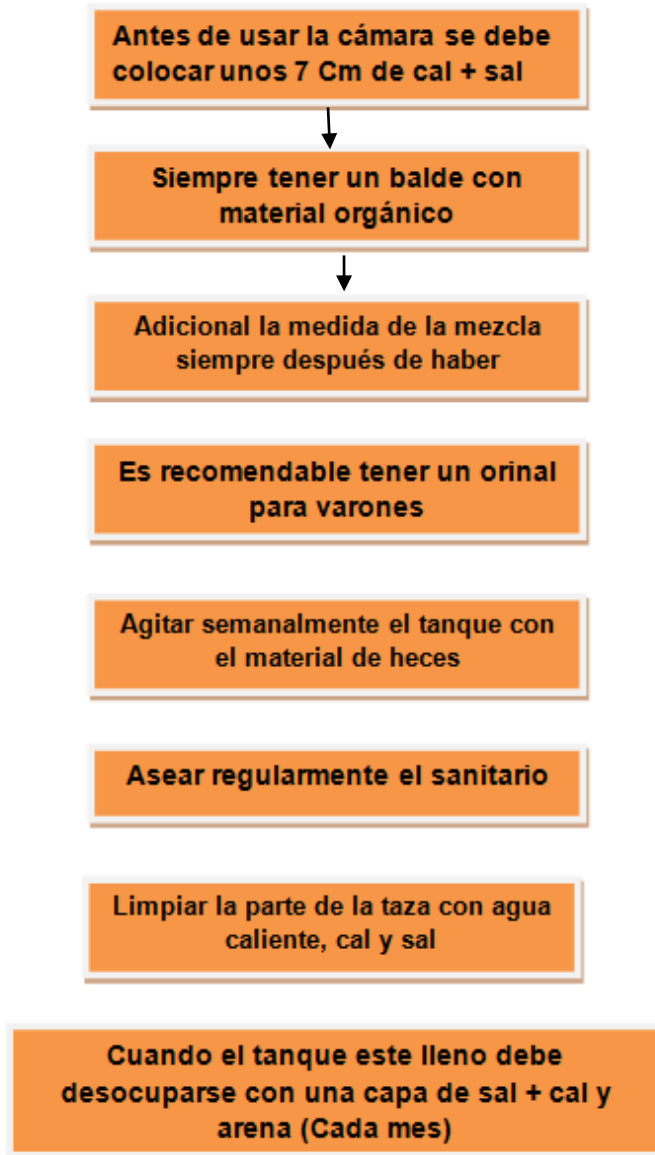 Antes de usar la cámara se debe
colocar unos 7 Cm de cal + sal
Siempre tener un balde con
material orgánico
Adicional la medida de la mezcla
siempre después de haber
Es recomendable tener un orinal
para varones
Agitar semanalmente el tanque con
el material de heces
Asear regularmente el sanitario
Limpiar la parte de la taza con agua
caliente, cal y sal
Cuando el tanque este lleno debe
desocuparse con una capa de sal + cal y
arena (Cada mes)